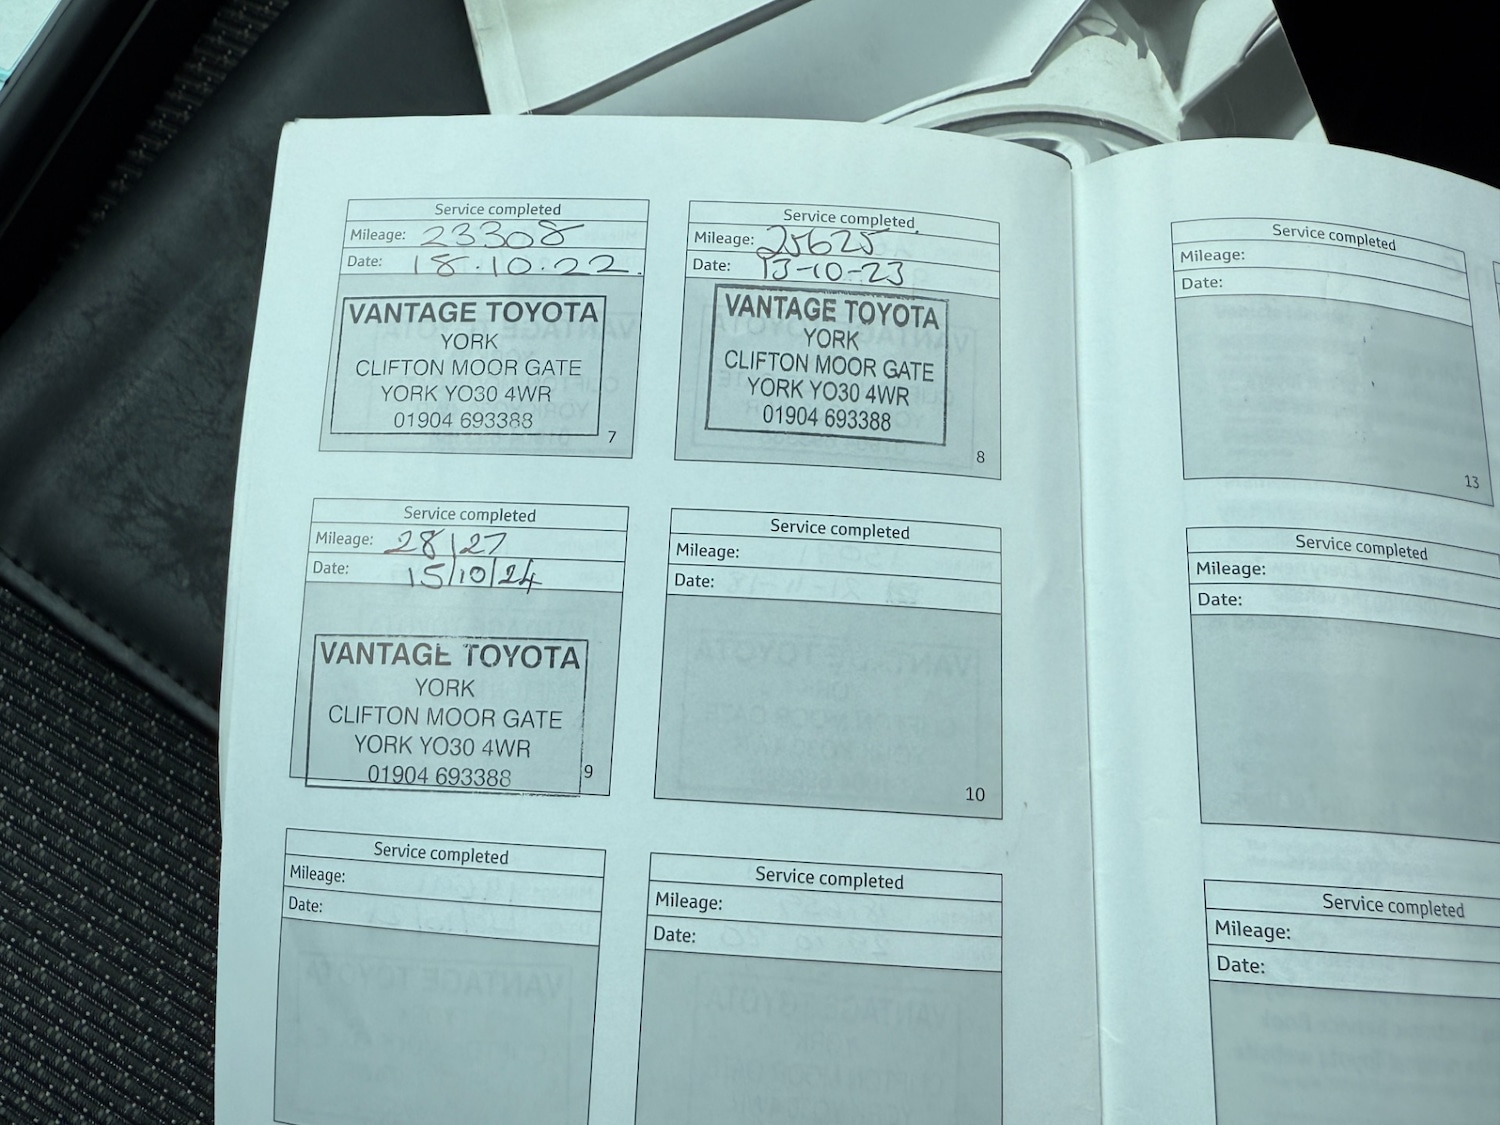 Service completed
Mileage: 23308
Date: 18.10.22.
VANTAGE TOYOTA
YORK
CLIFTON MOOR GATE
YORK YO30 4WR
01904 693388
7
Service completed
Mileage: 25625
Date: 13-10-23
VANTAGE TOYOTA
YORK
CLIFTON MOOR GATE
YORK YO30 4WR
01904 693388
8
Service completed
Mileage: 28127
Date: 15/10/24
VANTAGE TOYOTA
YORK
CLIFTON MOOR GATE
YORK YO30 4WR
01904 693388
9
Service completed
Mileage:
Date:
10
Service completed
Mileage:
Date:
Service completed
Mileage:
Date:
Service completed
Mileage:
Date:
13
Service completed
Mileage:
Date:
Service completed
Mileage:
Date: